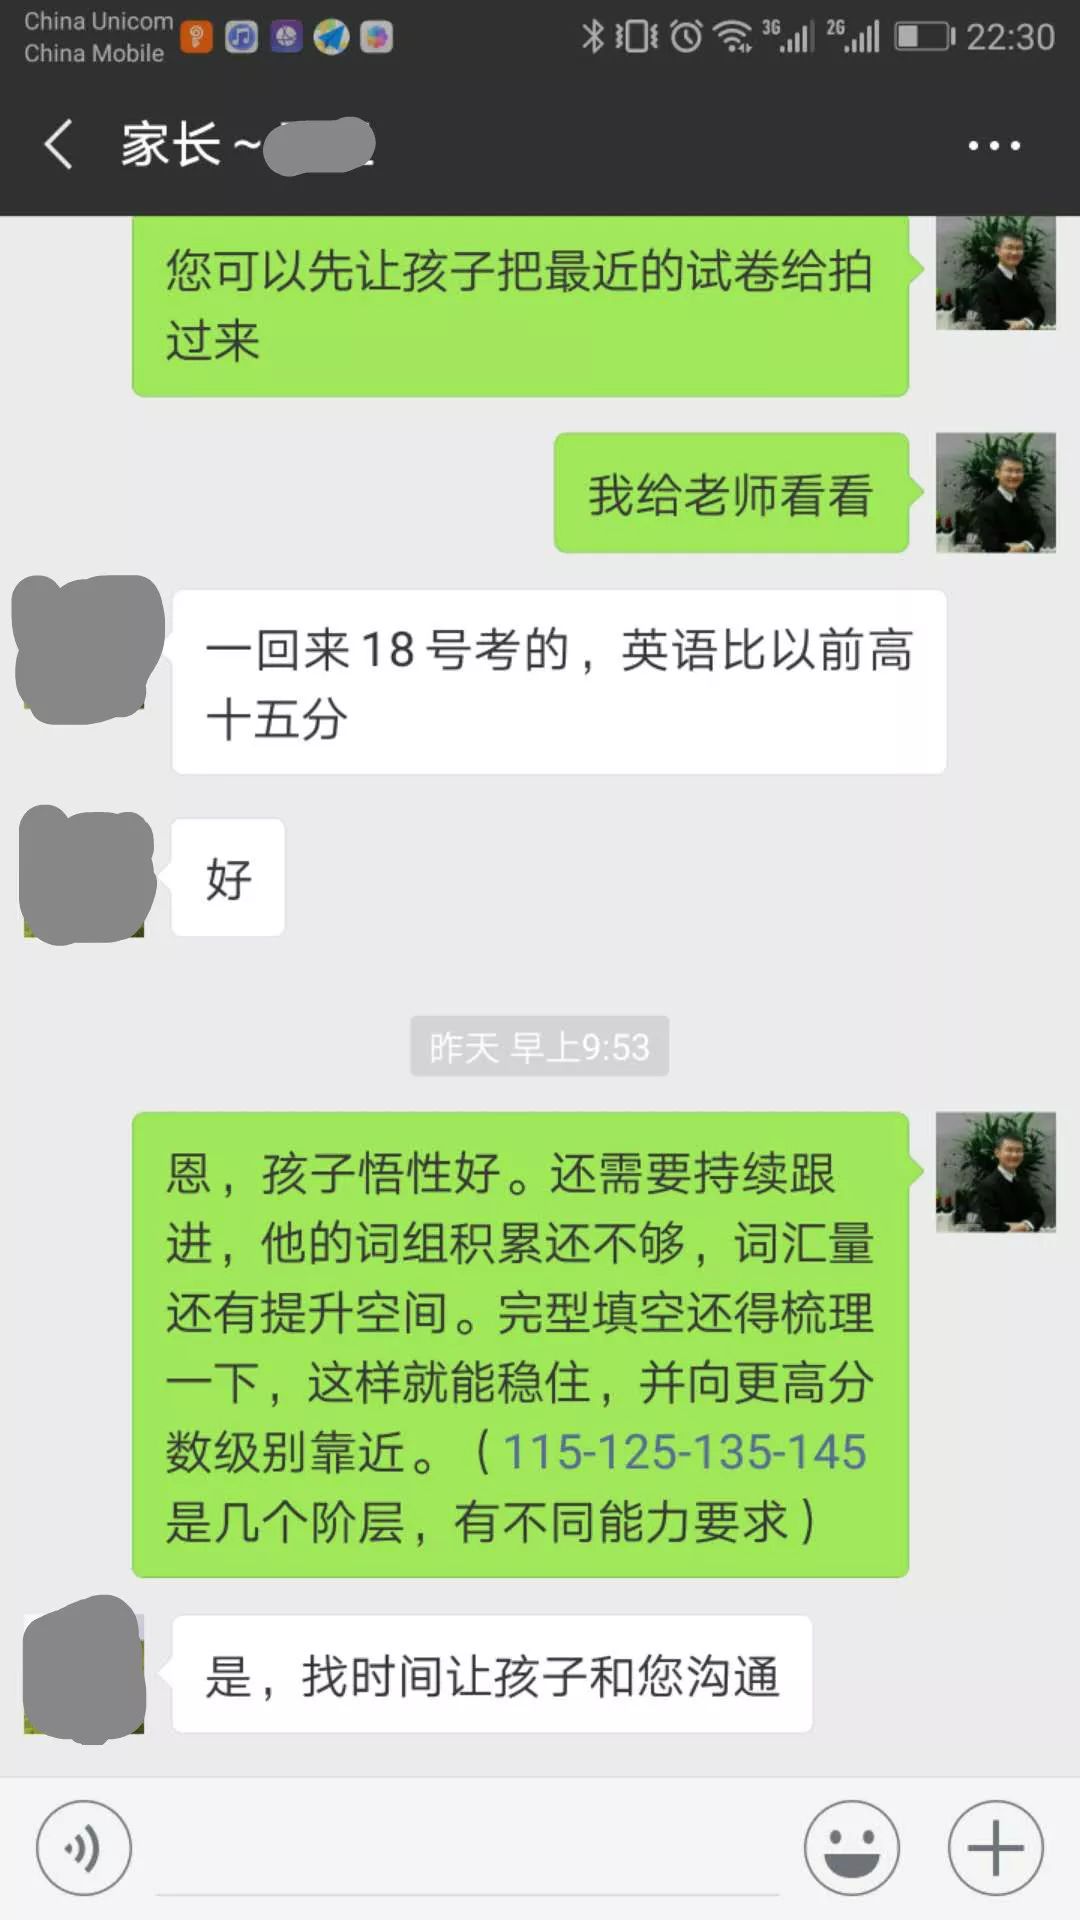 China Unicom
China Mobile
3G
2G
22:30
家长~
您可以先让孩子把最近的试卷给拍
过来
我给老师看看
一回来18号考的，英语比以前高
十五分
好
昨天 早上9:53
恩，孩子悟性好。还需要持续跟
进，他的词组积累还不够，词汇量
还有提升空间。完型填空还得梳理
一下，这样就能稳住，并向更高分
数级别靠近。（115-125-135-145
是几个阶层，有不同能力要求）
是，找时间让孩子和您沟通